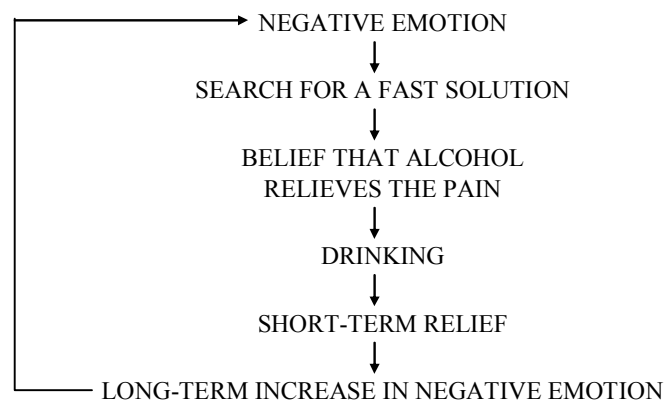 NEGATIVE EMOTION
SEARCH FOR A FAST SOLUTION
BELIEF THAT ALCOHOL
RELIEVES THE PAIN
DRINKING
SHORT-TERM RELIEF
LONG-TERM INCREASE IN NEGATIVE EMOTION